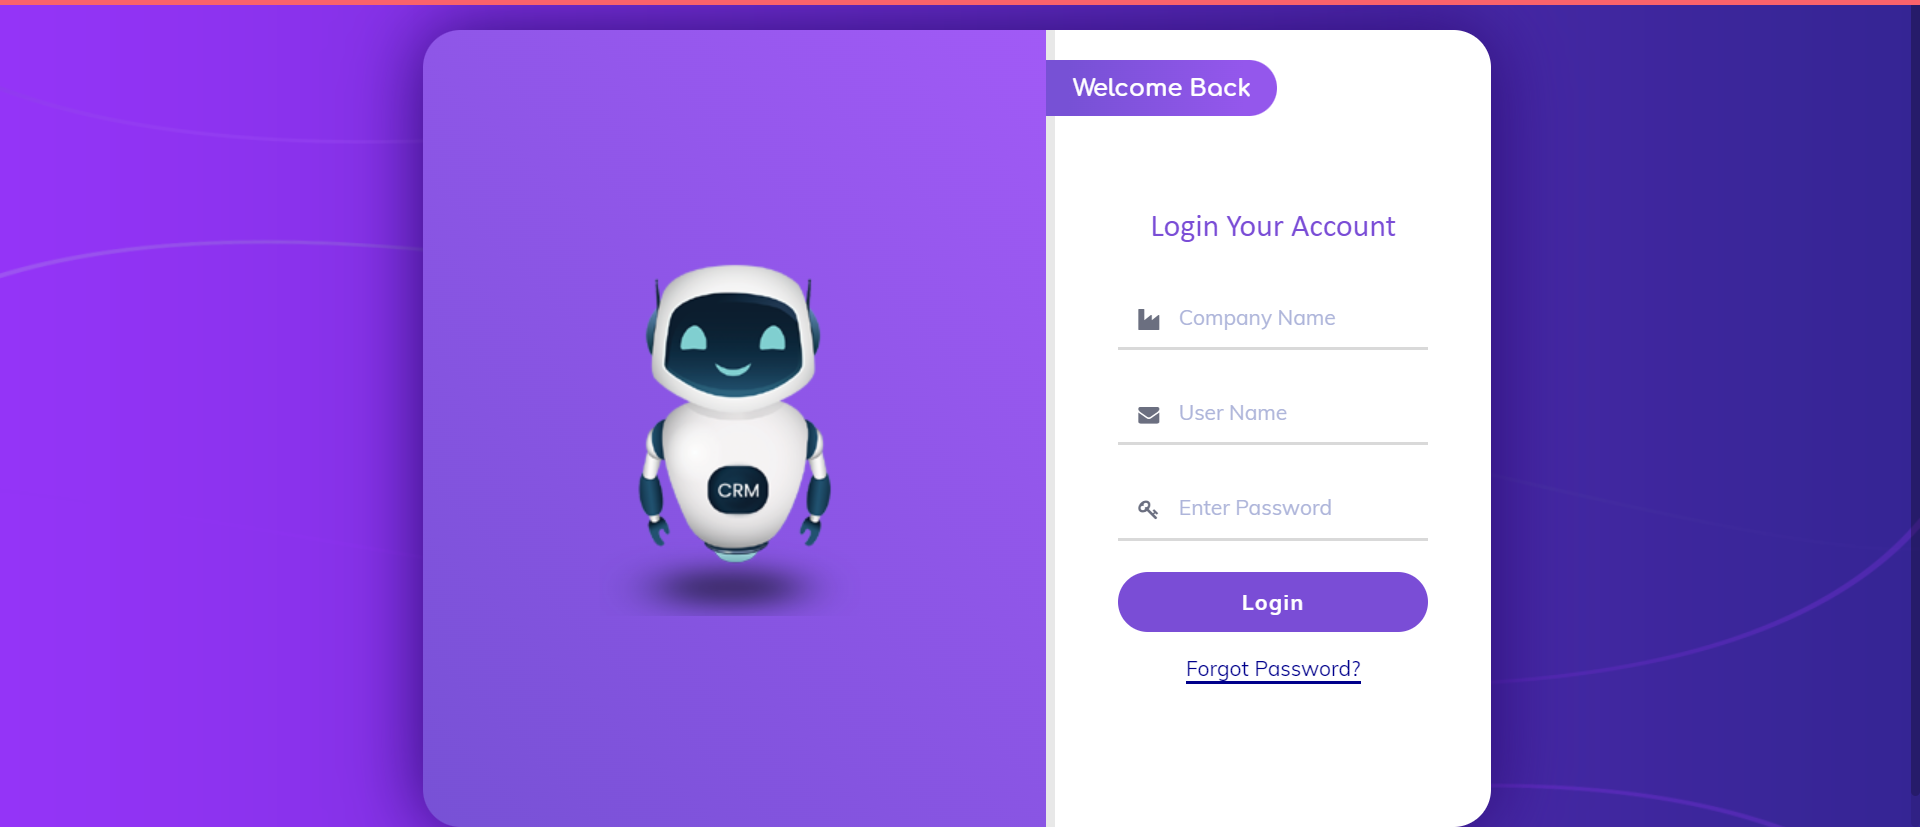 Welcome Back
Login Your Account
Company Name
User Name
CRM
Enter Password
Login
Forgot Password?